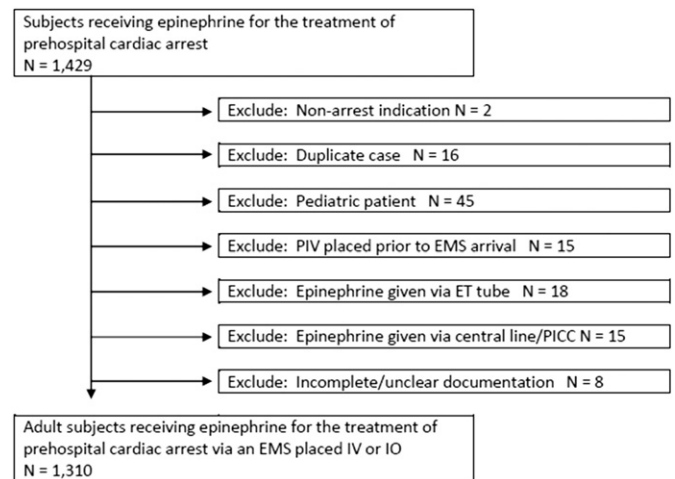 Subjects receiving epinephrine for the treatment of
prehospital cardiac arrest
N = 1,429
Exclude: Non-arrest indication N = 2
Exclude: Duplicate case N = 16
Exclude: Pediatric patient N = 45
Exclude: PIV placed prior to EMS arrival N = 15
Exclude: Epinephrine given via ET tube N = 18
Exclude: Epinephrine given via central line/PICC N = 15
Exclude: Incomplete/unclear documentation N = 8
Adult subjects receiving epinephrine for the treatment of
prehospital cardiac arrest via an EMS placed IV or IO
N = 1,310